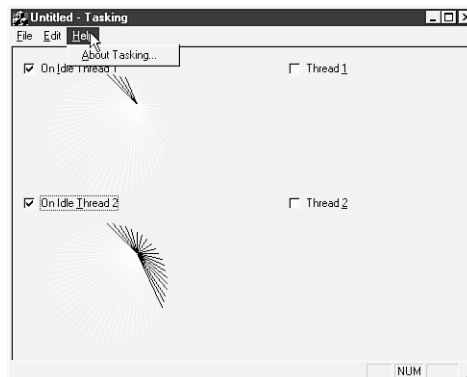 Untitled - Tasking
File Edit Help
About Tasking...
On Idle Thread 1
Thread 1
On Idle Thread 2
Thread 2
NUM